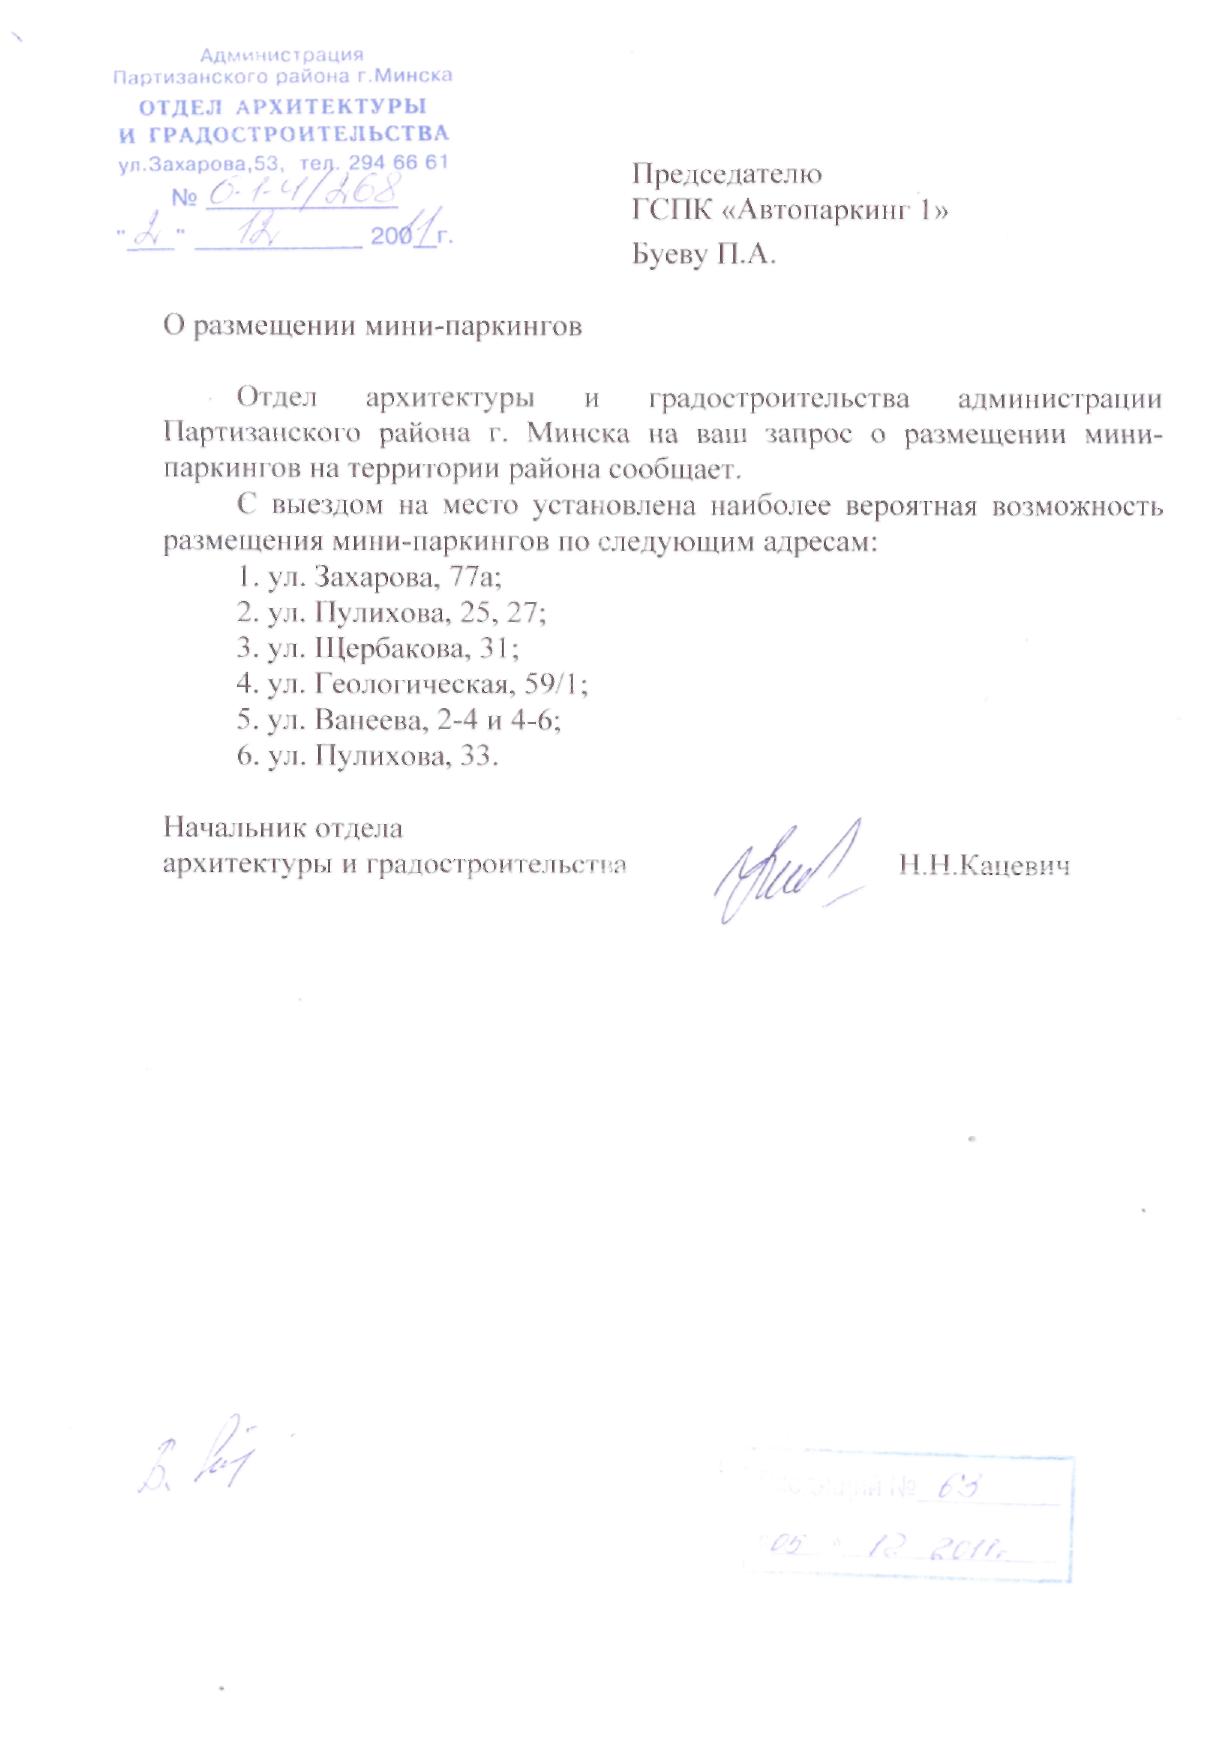 Администрация
Партизанского района г.Минска
ОТДЕЛ АРХИТЕКТУРЫ
И ГРАДОСТРОИТЕЛЬСТВА
ул.Захарова,53, тел. 294 66 61
№ 0-1-4/268
"2" 12 2011г.
Председателю
ГСПК «Автопаркинг 1»
Буеву П.А.
О размещении мини-паркингов
Отдел архитектуры и градостроительства администрации
Партизанского района г. Минска на ваш запрос о размещении мини-
паркингов на территории района сообщает.
С выездом на место установлена наиболее вероятная возможность
размещения мини-паркингов по следующим адресам:
1. ул. Захарова, 77а;
2. ул. Пулихова, 25, 27;
3. ул. Щербакова, 31;
4. ул. Геологическая, 59/1;
5. ул. Ванеева, 2-4 и 4-6;
6. ул. Пулихова, 33.
Начальник отдела
архитектуры и градостроительства Н.Н.Кацевич
№ 63
05 12 2011г.